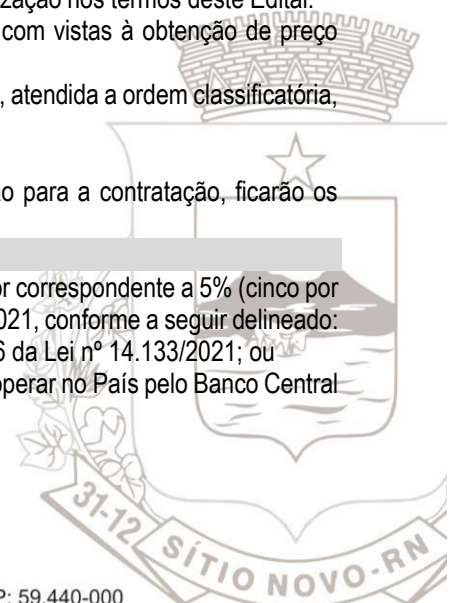 ização nos termos deste Edital.
com vistas à obtenção de preço
, atendida a ordem classificatória,
o para a contratação, ficarão os
or correspondente a 5% (cinco por
021, conforme a seguir delineado:
6 da Lei nº 14.133/2021; ou
operar no País pelo Banco Central
31-12 SÍTIO NOVO-RN
P: 59.440-000